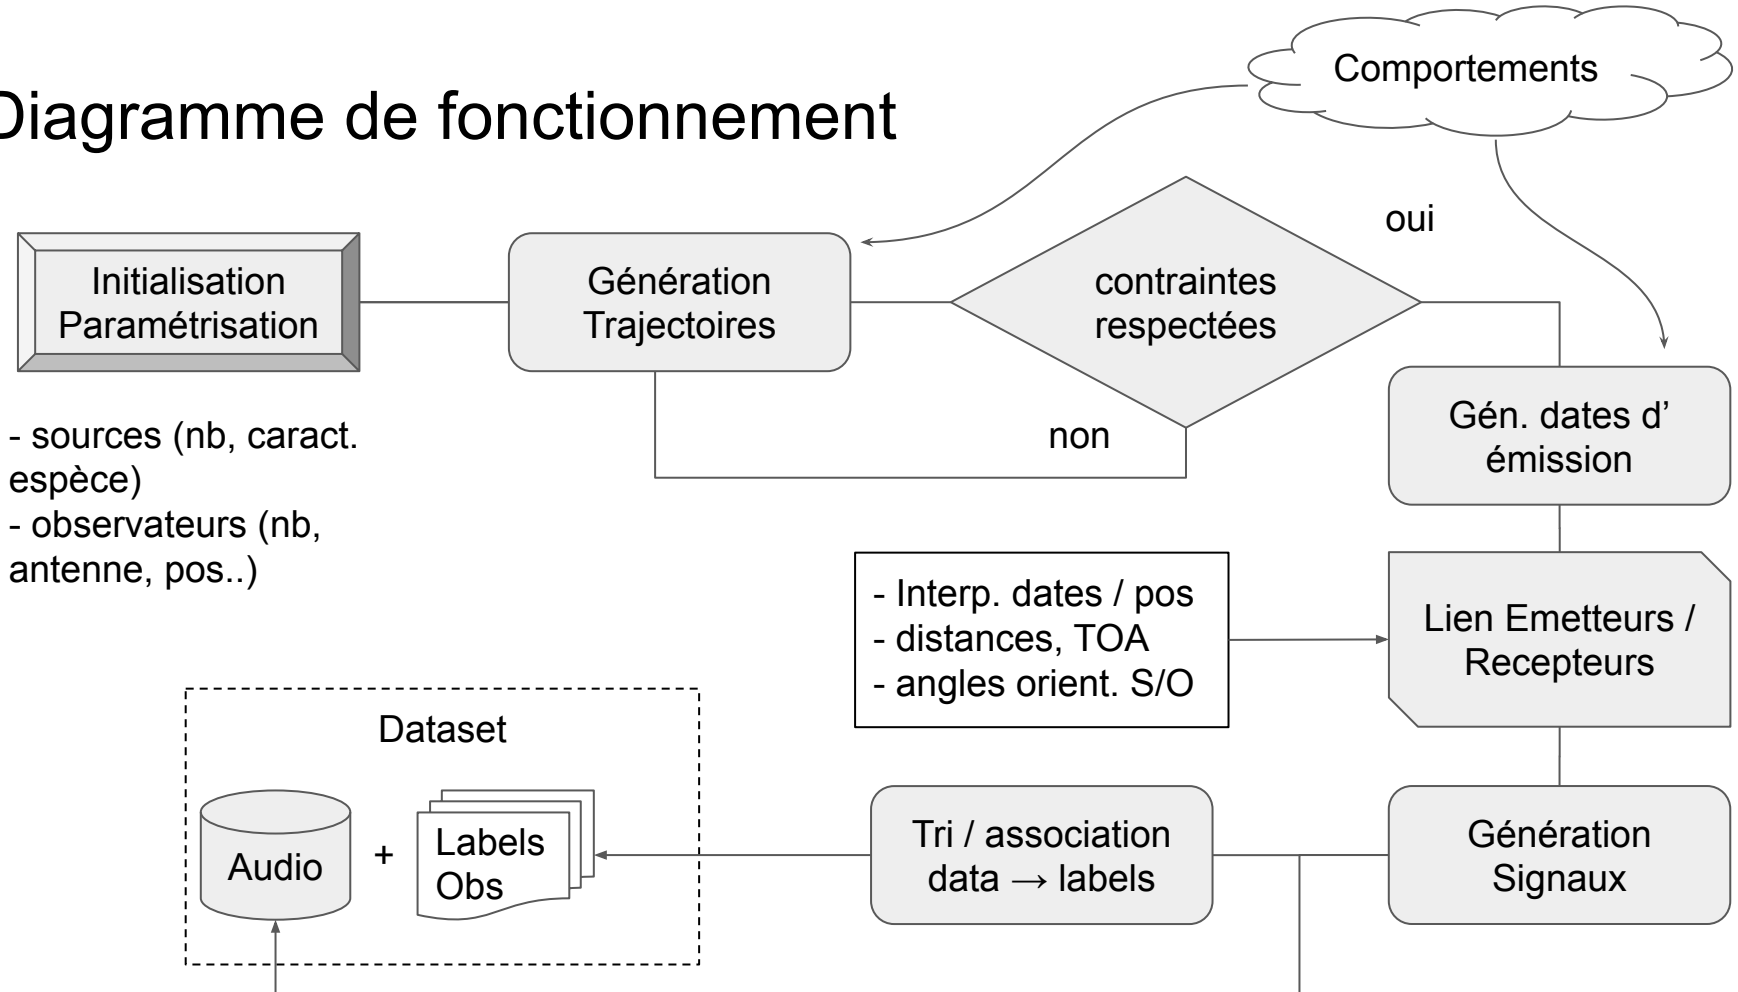 Diagramme de fonctionnement
Comportements
oui
Initialisation
Paramétrisation
Génération
Trajectoires
contraintes
respectées
non
- sources (nb, caract.
espèce)
- observateurs (nb,
antenne, pos..)
Gén. dates d'
émission
- Interp. dates / pos
- distances, TOA
- angles orient. S/O
Lien Emetteurs /
Recepteurs
Dataset
Audio
+
Labels
Obs
Tri / association
data → labels
Génération
Signaux